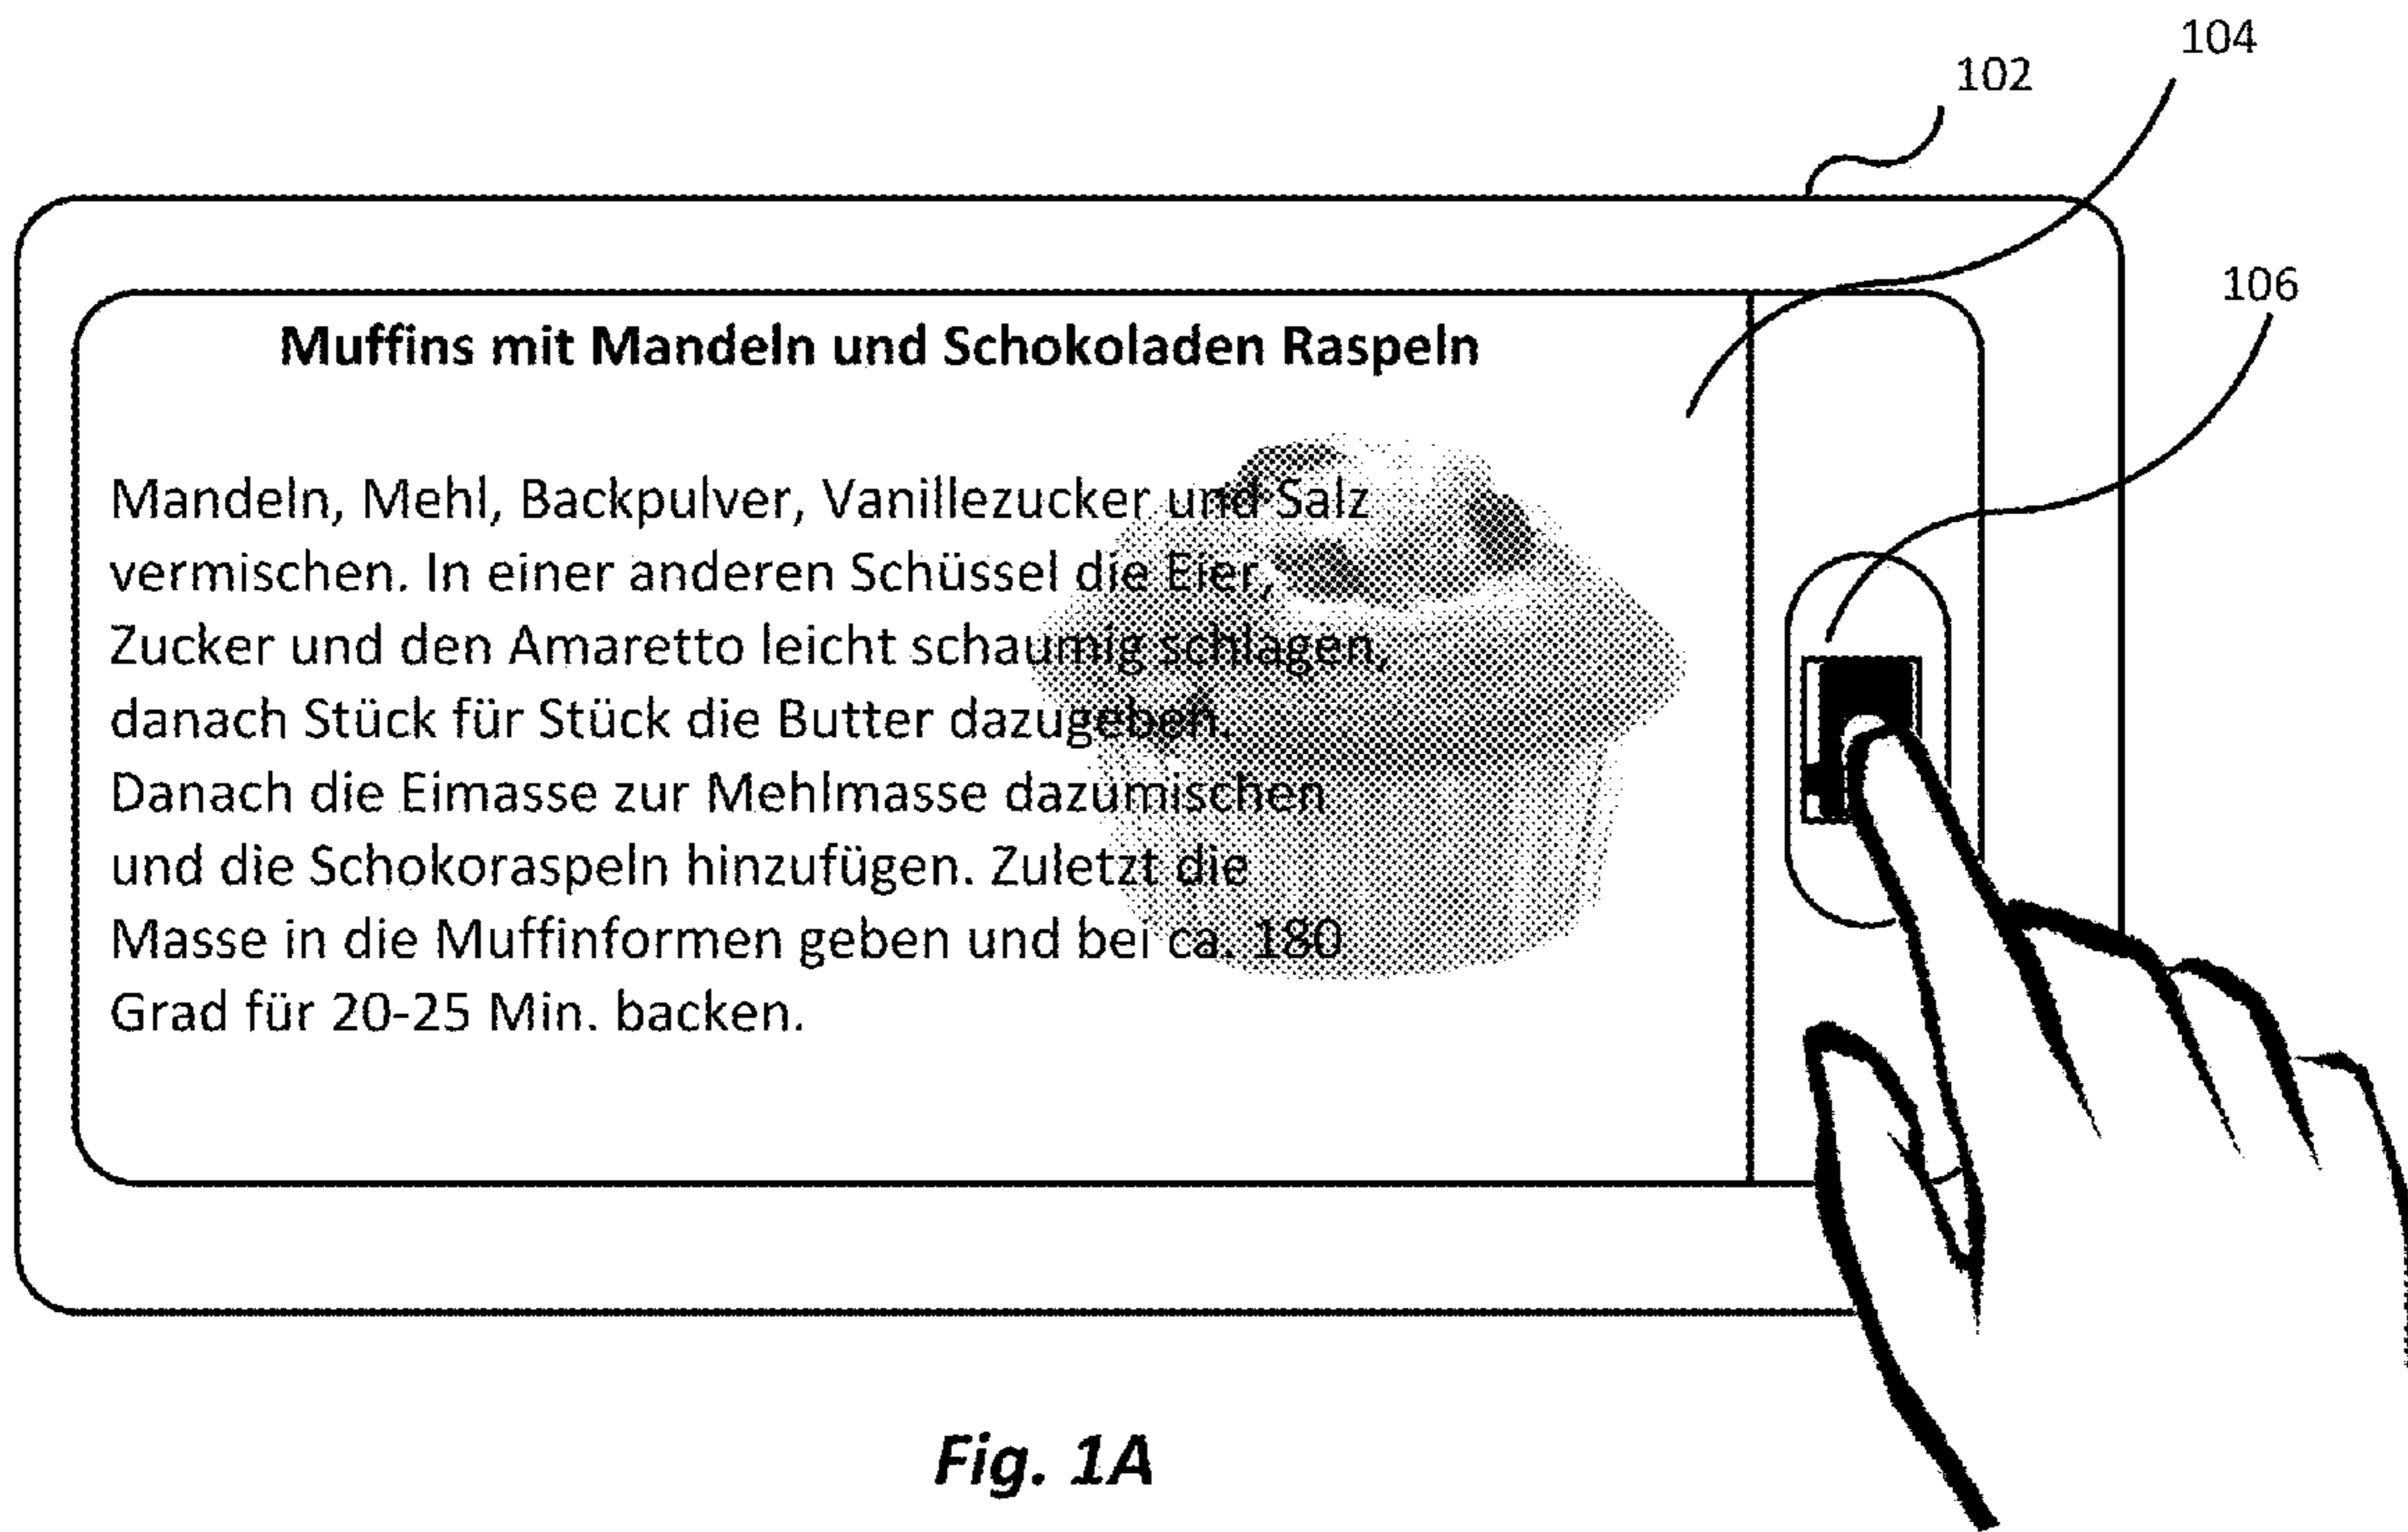 104
102
106
Muffins mit Mandeln und Schokoladen Raspeln
Mandeln, Mehl, Backpulver, Vanillezucker und Salz
vermischen. In einer anderen Schüssel die Eier,
Zucker und den Amaretto leicht schaumig schlagen,
danach Stück für Stück die Butter dazugeben.
Danach die Eimasse zur Mehlmasse dazumischen
und die Schokoraspeln hinzufügen. Zuletzt die
Masse in die Muffinformen geben und bei ca. 180
Grad für 20-25 Min. backen.
Fig. 1A